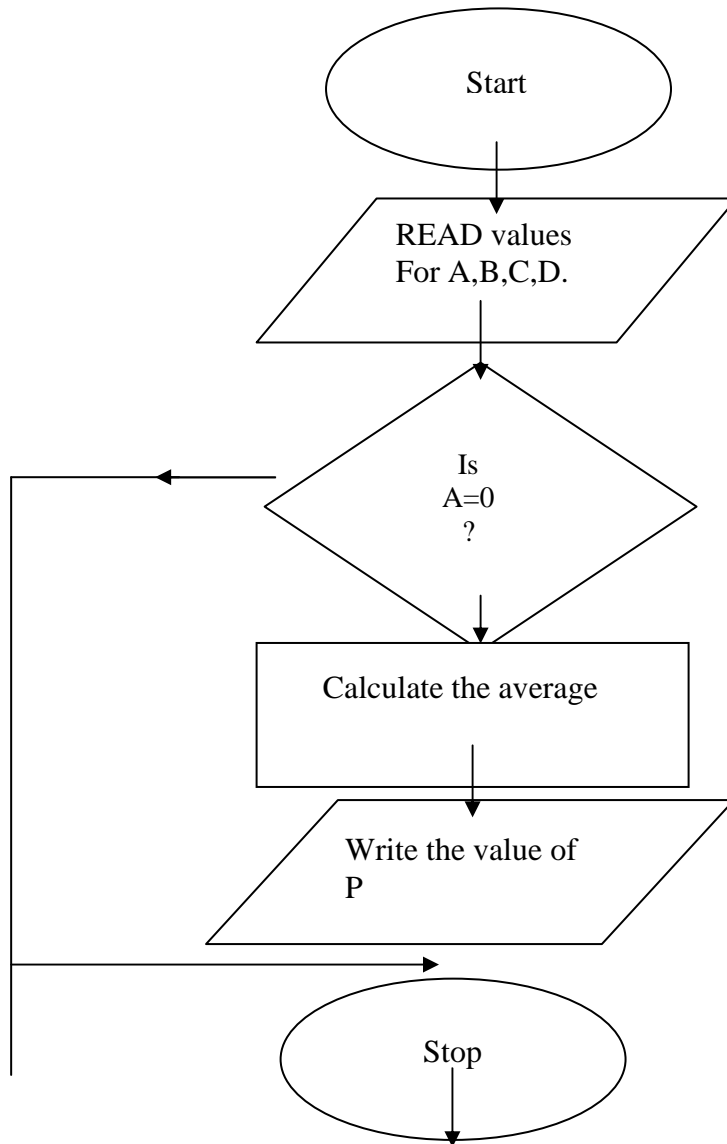 Start
READ values
For A,B,C,D.
Is
A=0
?
Calculate the average
Write the value of
P
Stop